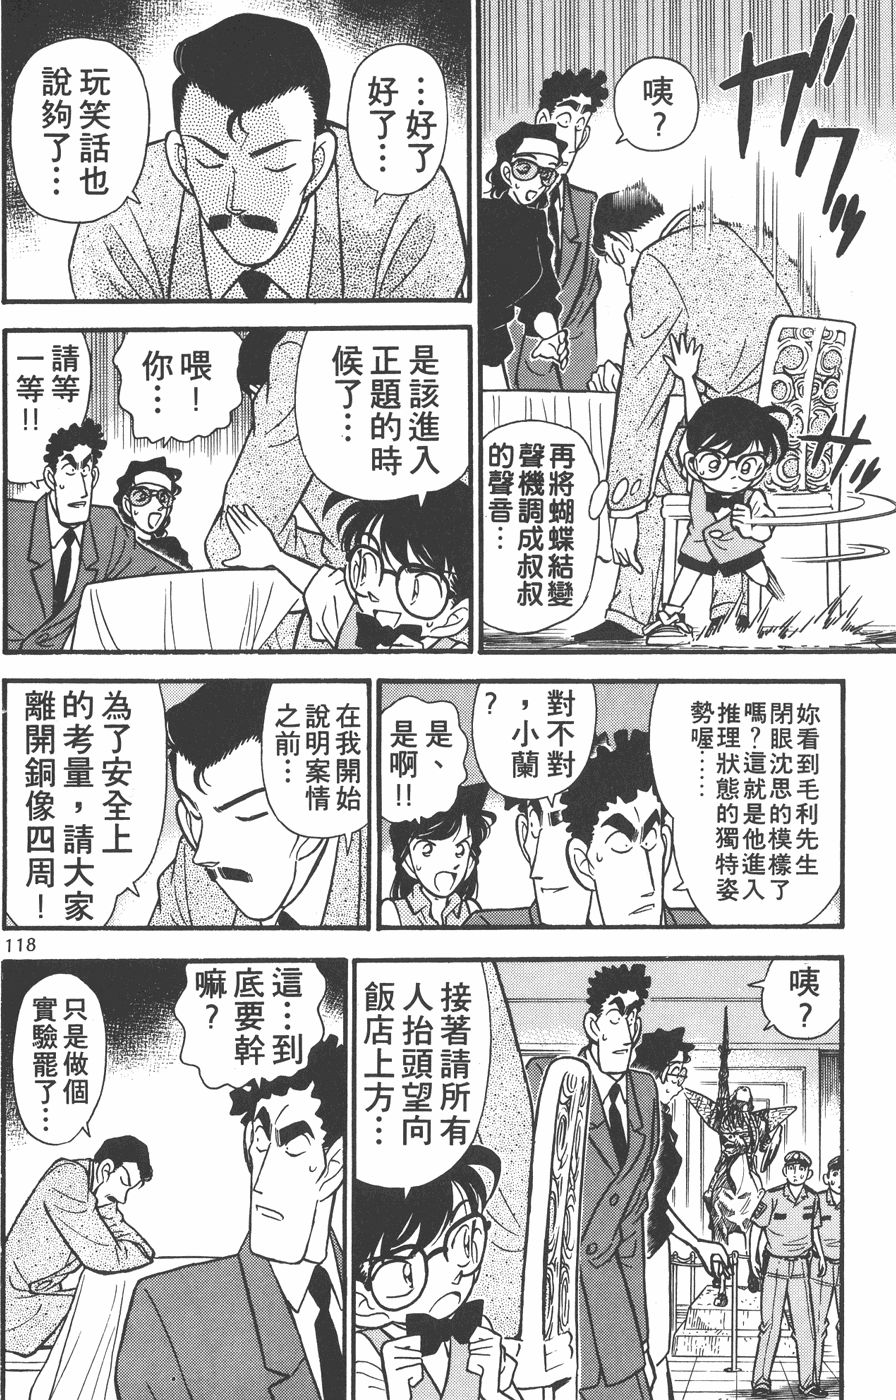 咦?
ガクッ
再將蝴蝶結變
聲機調成叔叔
的聲音…
…好了
好了…
玩笑話也
說夠了…
是該進入
正題的時
候了…
喂!
你…
請等
一等!!
妳看到毛利先生
閉眼沈思的模樣了
嗎?這就是他進入
推理狀態的獨特姿
勢喔……
對不對
,小蘭
?
是、
是啊!!
在我開始
說明案情
之前…
為了安全上
的考量,請大家
離開銅像四周!
118
咦?
接著請所有
人抬頭望向
飯店上方…
這…到
底要幹
嘛?
只是做個
實驗罷了…